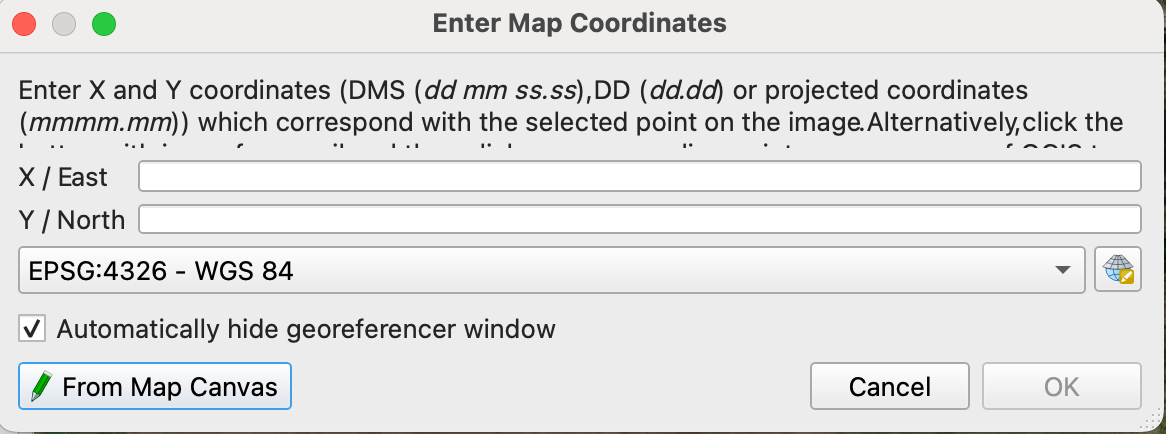 Enter Map Coordinates
Enter X and Y coordinates (DMS (dd mm ss.ss),DD (dd.dd) or projected coordinates
(mmmm.mm)) which correspond with the selected point on the image.Alternatively,click the
X / East
Y / North
EPSG:4326 - WGS 84
Automatically hide georeferencer window
From Map Canvas
Cancel
OK